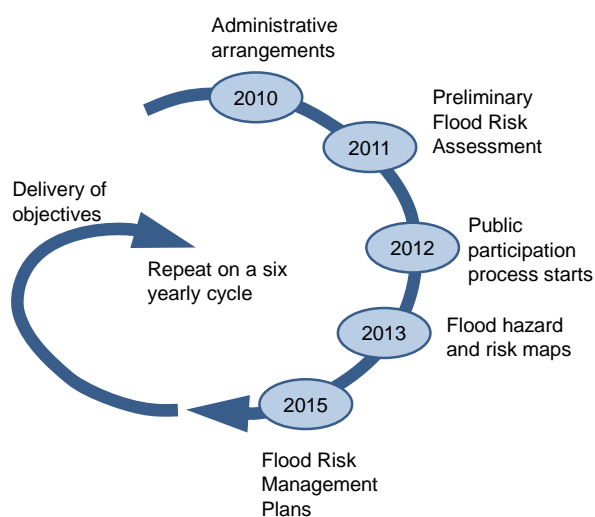 Administrative
arrangements
2010
Preliminary
Flood Risk
Assessment
2011
Delivery of
objectives
Public
participation
process starts
2012
Repeat on a six
yearly cycle
Flood hazard
and risk maps
2013
2015
Flood Risk
Management
Plans